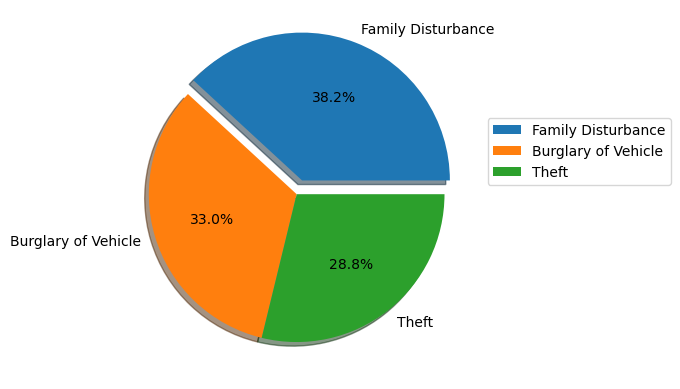 Family Disturbance
38.2%
Family Disturbance
Burglary of Vehicle
Theft
33.0%
Burglary of Vehicle
28.8%
Theft